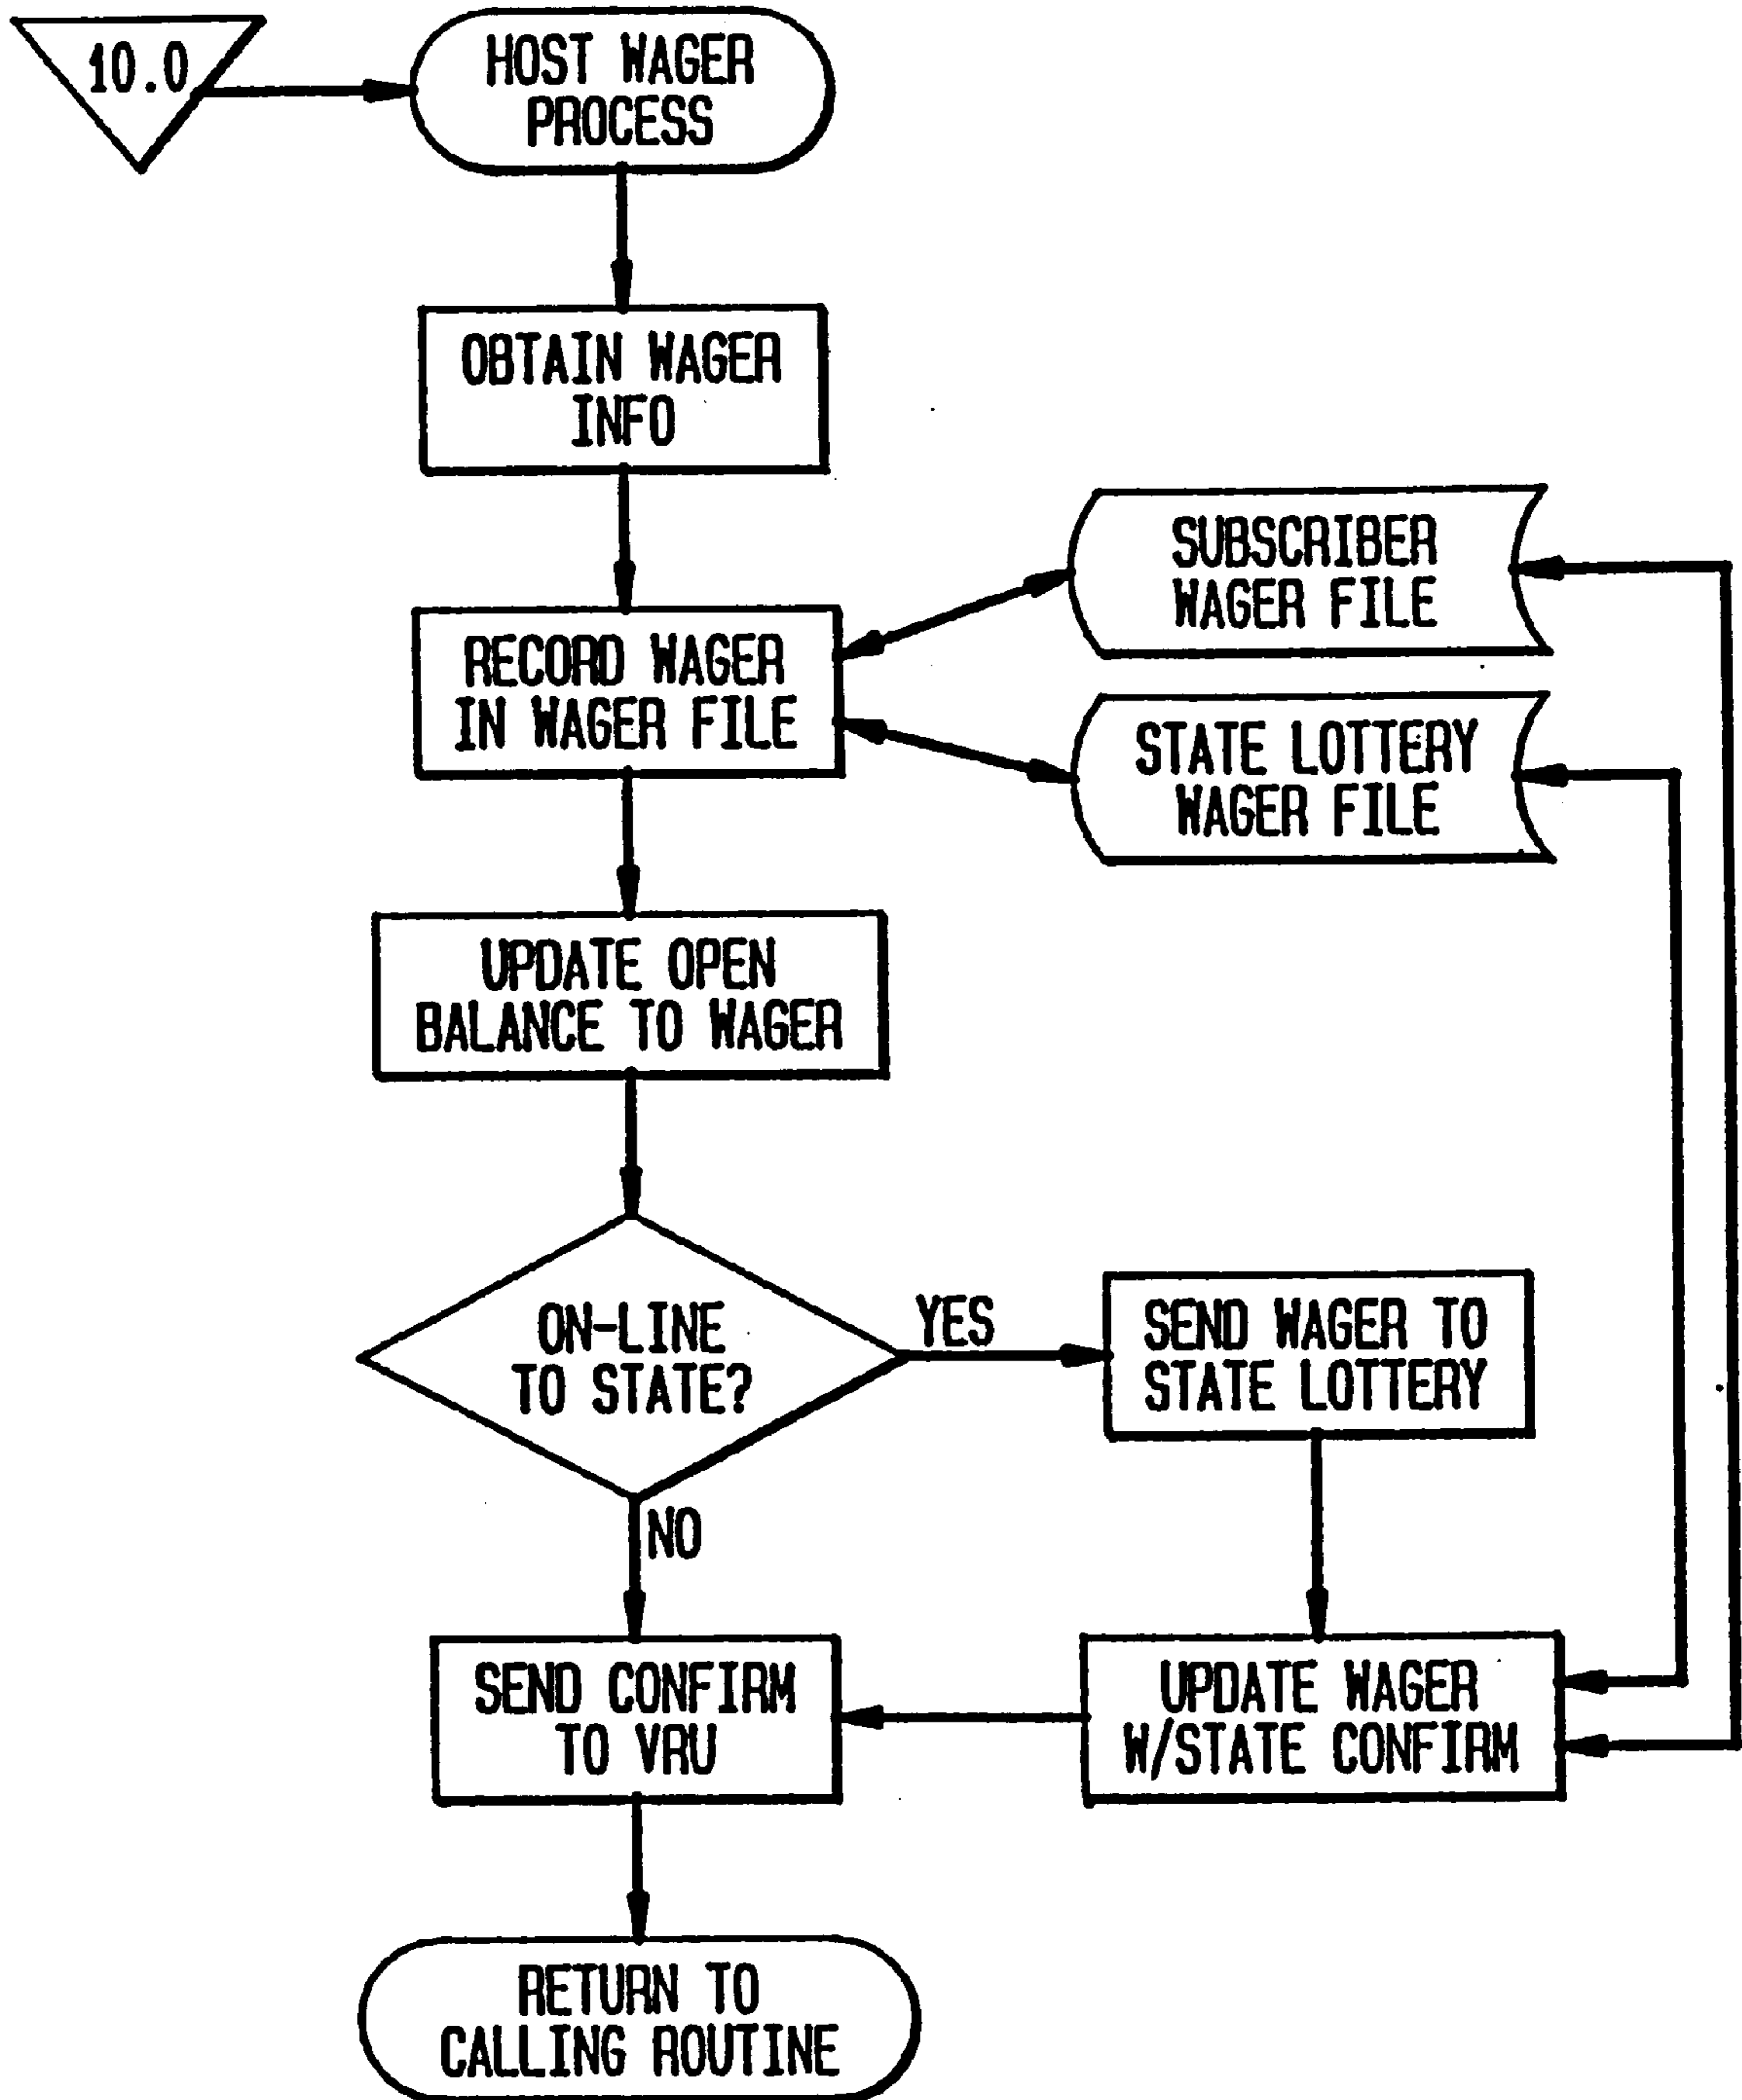 10.0
HOST WAGER
PROCESS
OBTAIN WAGER
INFO
SUBSCRIBER
WAGER FILE
RECORD WAGER
IN WAGER FILE
STATE LOTTERY
WAGER FILE
UPDATE OPEN
BALANCE TO WAGER
ON-LINE
TO STATE?
YES
SEND WAGER TO
STATE LOTTERY
NO
SEND CONFIRM
TO VRU
UPDATE WAGER
W/STATE CONFIRM
RETURN TO
CALLING ROUTINE